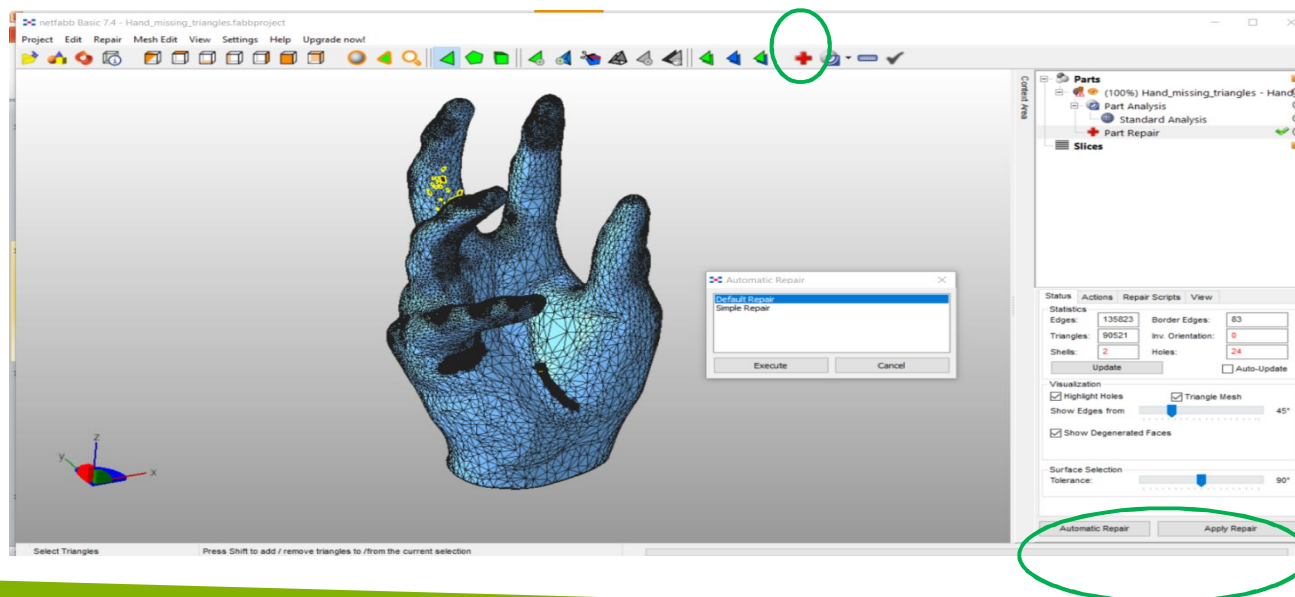 netfabb Basic 7.4 - Hand_missing_triangles.fabbproject
Project Edit Repair Mesh Edit View Settings Help Upgrade now!
Context Area
Parts
(100%) Hand_missing_triangles - Hand
Part Analysis
Standard Analysis
Part Repair
Slices
Automatic Repair
Default Repair
Simple Repair
Execute Cancel
z
y
x
Status Actions Repair Scripts View
Statistics
Edges: 135823 Border Edges: 83
Triangles: 90521 Inv. Orientation: 0
Shells: 2 Holes: 24
Update Auto-Update
Visualization
Highlight Holes Triangle Mesh
Show Edges from 45°
Show Degenerated Faces
Surface Selection
Tolerance: 90°
Automatic Repair Apply Repair
Select Triangles Press Shift to add / remove triangles to /from the current selection